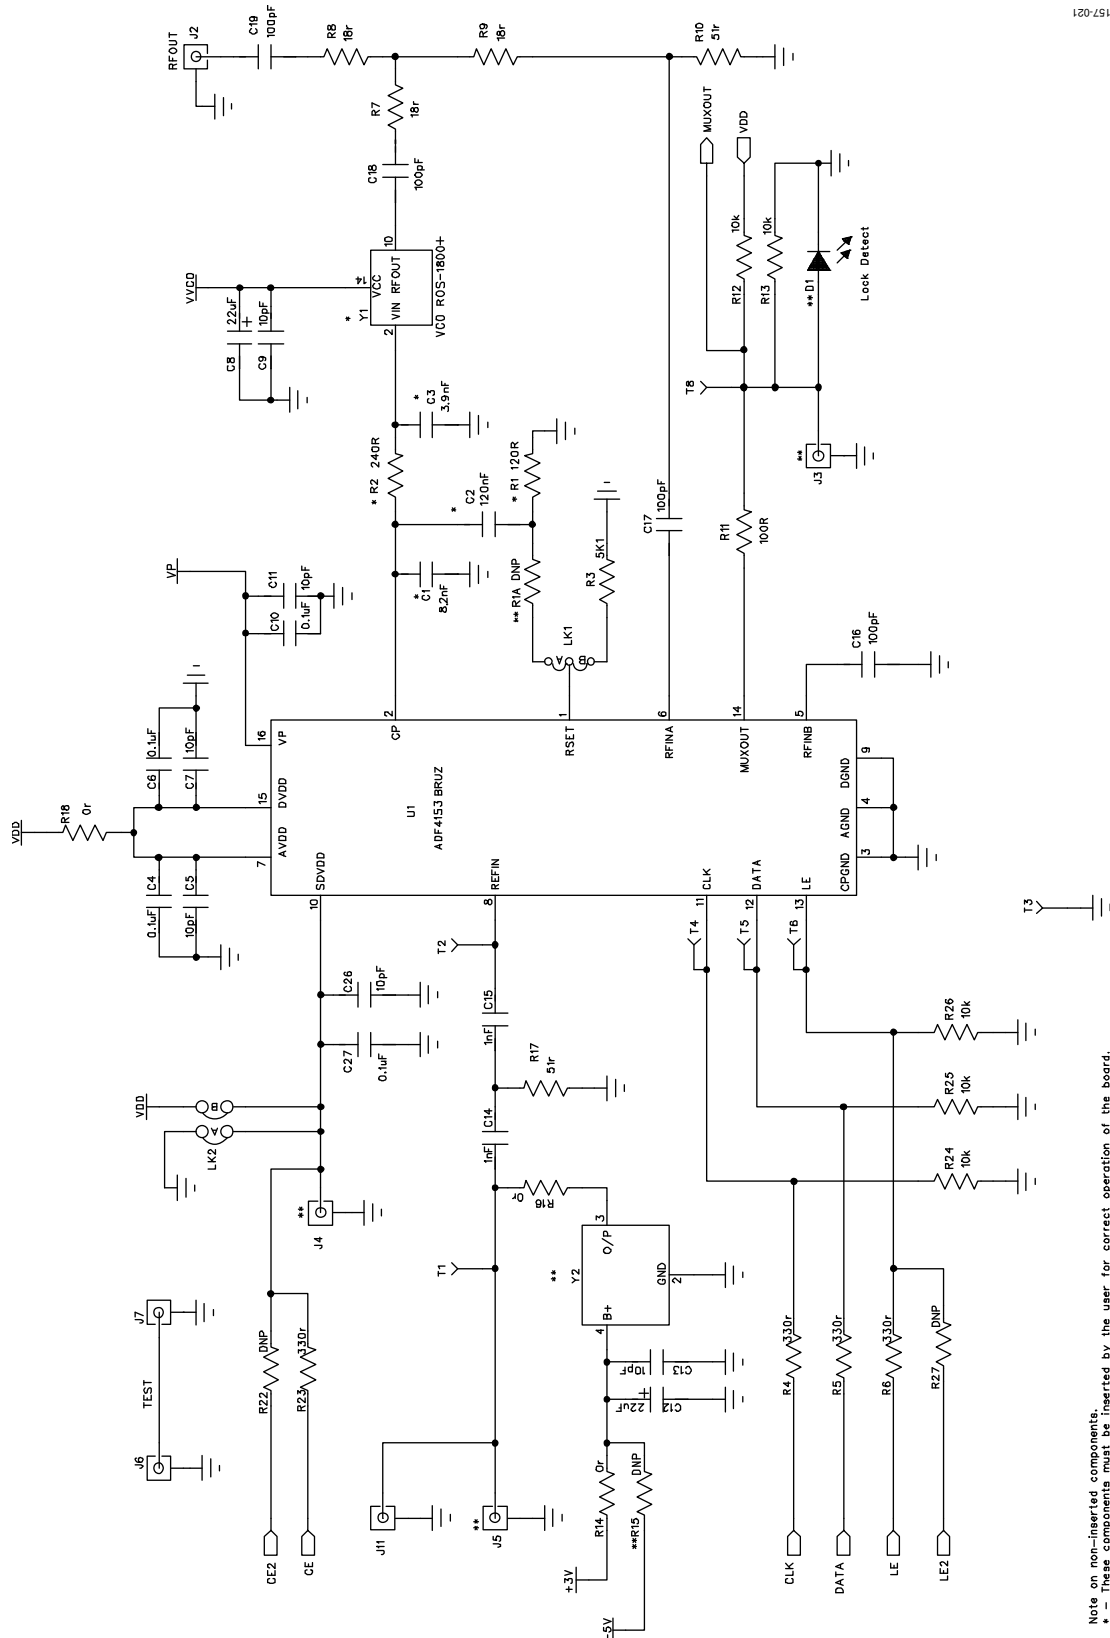 157-021
RFOUT
J2
C19
100pF
R8
18r
R9
18r
R10
51r
R7
18r
C18
100pF
MUXOUT
VDD
VVCO
22uF
+
C8
10pF
C9
*
Y1
14
VCC
VIN RFOUT
2
10
VCO ROS-1800+
R12
10k
R13
10k
** D1
Lock Detect
T8
**
J3
* R2 240R
*
C3
3.9nF
*
C2
120nF
* R1 120R
*
C1
8.2nF
** R1A DNP
R3
5K1
LK1
A
B
C17
100pF
R11
100R
C16
100pF
VP
C11
10pF
C10
0.1uF
VDD
R18
0r
C6
0.1uF
C7
10pF
C4
0.1uF
C5
10pF
7
15
16
AVDD
DVDD
VP
SDVDD
10
REFIN
8
U1
ADF4153 BRUZ
CP
2
RSET
1
RFINA
6
MUXOUT
14
RFINB
5
CLK
11
DATA
12
LE
13
CPGND
AGND
DGND
3
4
9
T4
T5
T6
T3
T2
C26
10pF
C27
0.1uF
VDD
B
A
LK2
**
J4
C15
1nF
R17
51r
C14
1nF
R16
0r
T1
**
Y2
O/P
3
GND
2
B+
4
10pF
C13
+
22uF
C12
R26
10k
R25
10k
R24
10k
J7
TEST
J6
R22
DNP
R23
330r
CE2
CE
J11
**
J5
R14
0r
**R15
DNP
+3V
R4
330r
R5
330r
R6
330r
R27
DNP
CLK
DATA
LE
LE2
Note on non-inserted components.
* - These components must be inserted by the user for correct operation of the board.